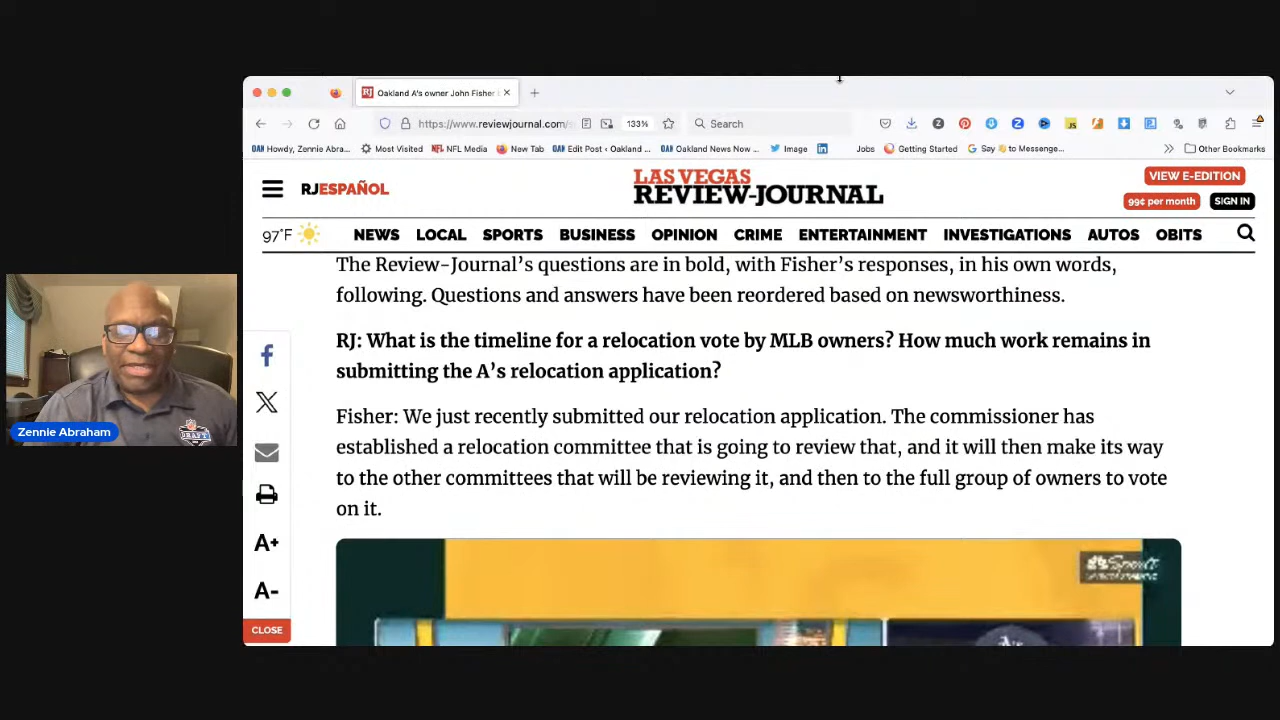 Oakland A's owner John Fisher
https://www.reviewjournal.com/
133%
Search
Howdy, Zennie Abra...
Most Visited
NFL Media
New Tab
Edit Post ‹ Oakland ...
Oakland News Now ...
Image
Jobs
Getting Started
Say 👋 to Messenge...
Other Bookmarks
RJESPAÑOL
LAS VEGAS
REVIEW-JOURNAL
VIEW E-EDITION
99¢ per month
SIGN IN
97°F
NEWS LOCAL SPORTS BUSINESS OPINION CRIME ENTERTAINMENT INVESTIGATIONS AUTOS OBITS
The Review-Journal's questions are in bold, with Fisher's responses, in his own words,
following. Questions and answers have been reordered based on newsworthiness.
RJ: What is the timeline for a relocation vote by MLB owners? How much work remains in
submitting the A's relocation application?
Fisher: We just recently submitted our relocation application. The commissioner has
established a relocation committee that is going to review that, and it will then make its way
to the other committees that will be reviewing it, and then to the full group of owners to vote
on it.
A+
A-
CLOSE
Zennie Abraham
DRAFT